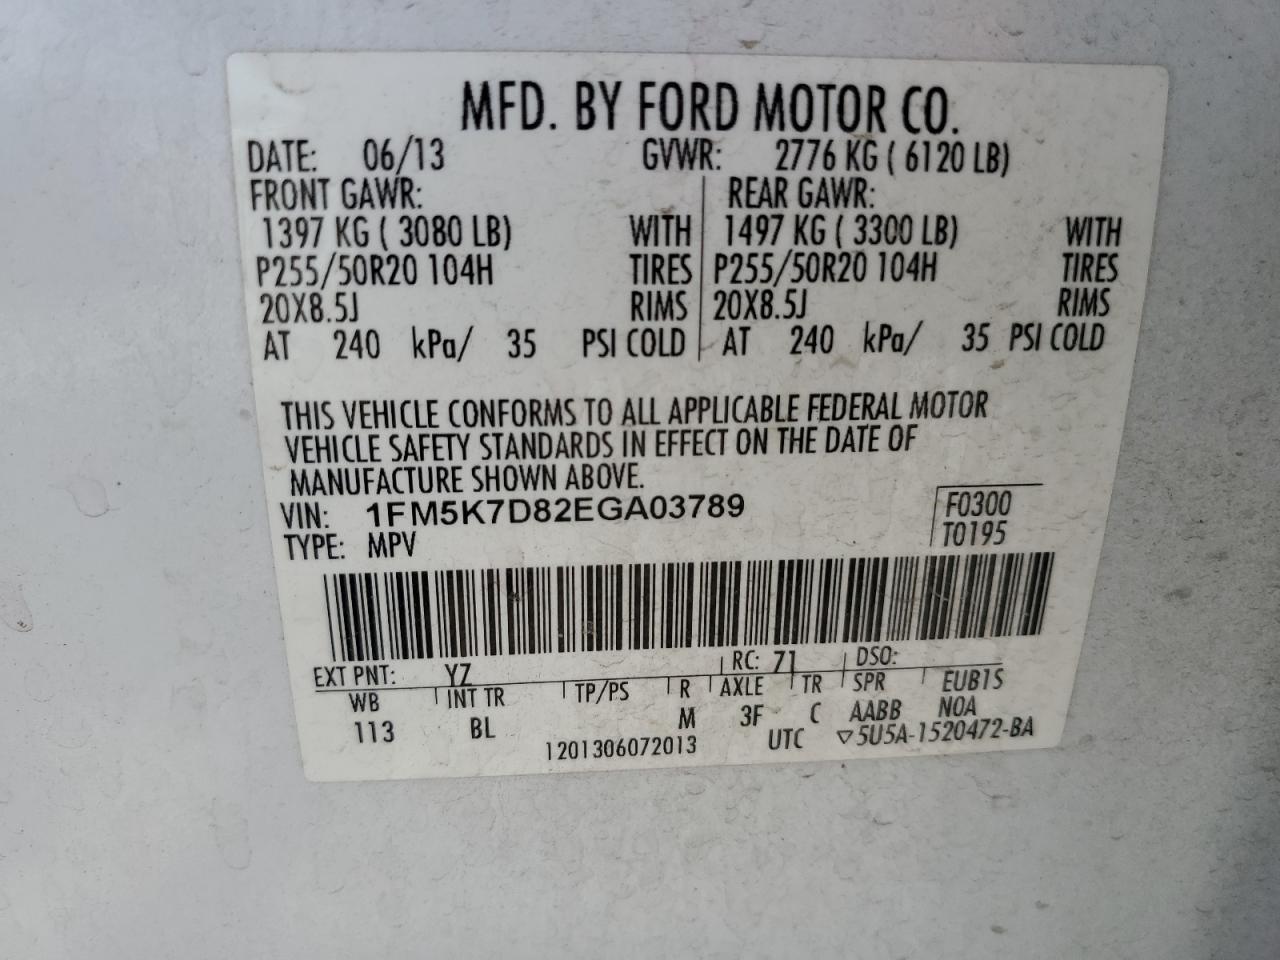 MFD. BY FORD MOTOR CO.
DATE: 06/13 GVWR: 2776 KG ( 6120 LB)
FRONT GAWR: REAR GAWR:
1397 KG ( 3080 LB) WITH 1497 KG ( 3300 LB) WITH
P255/50R20 104H TIRES P255/50R20 104H TIRES
20X8.5J RIMS 20X8.5J RIMS
AT 240 kPa/ 35 PSI COLD AT 240 kPa/ 35 PSI COLD
THIS VEHICLE CONFORMS TO ALL APPLICABLE FEDERAL MOTOR
VEHICLE SAFETY STANDARDS IN EFFECT ON THE DATE OF
MANUFACTURE SHOWN ABOVE.
VIN: 1FM5K7D82EGA03789 F0300
TYPE: MPV T0195
EXT PNT: YZ RC: 71 DSO:
WB INT TR TP/PS R AXLE TR SPR EUB1S
113 BL M 3F C AABB NOA
1201306072013 UTC ▽5U5A-1520472-BA